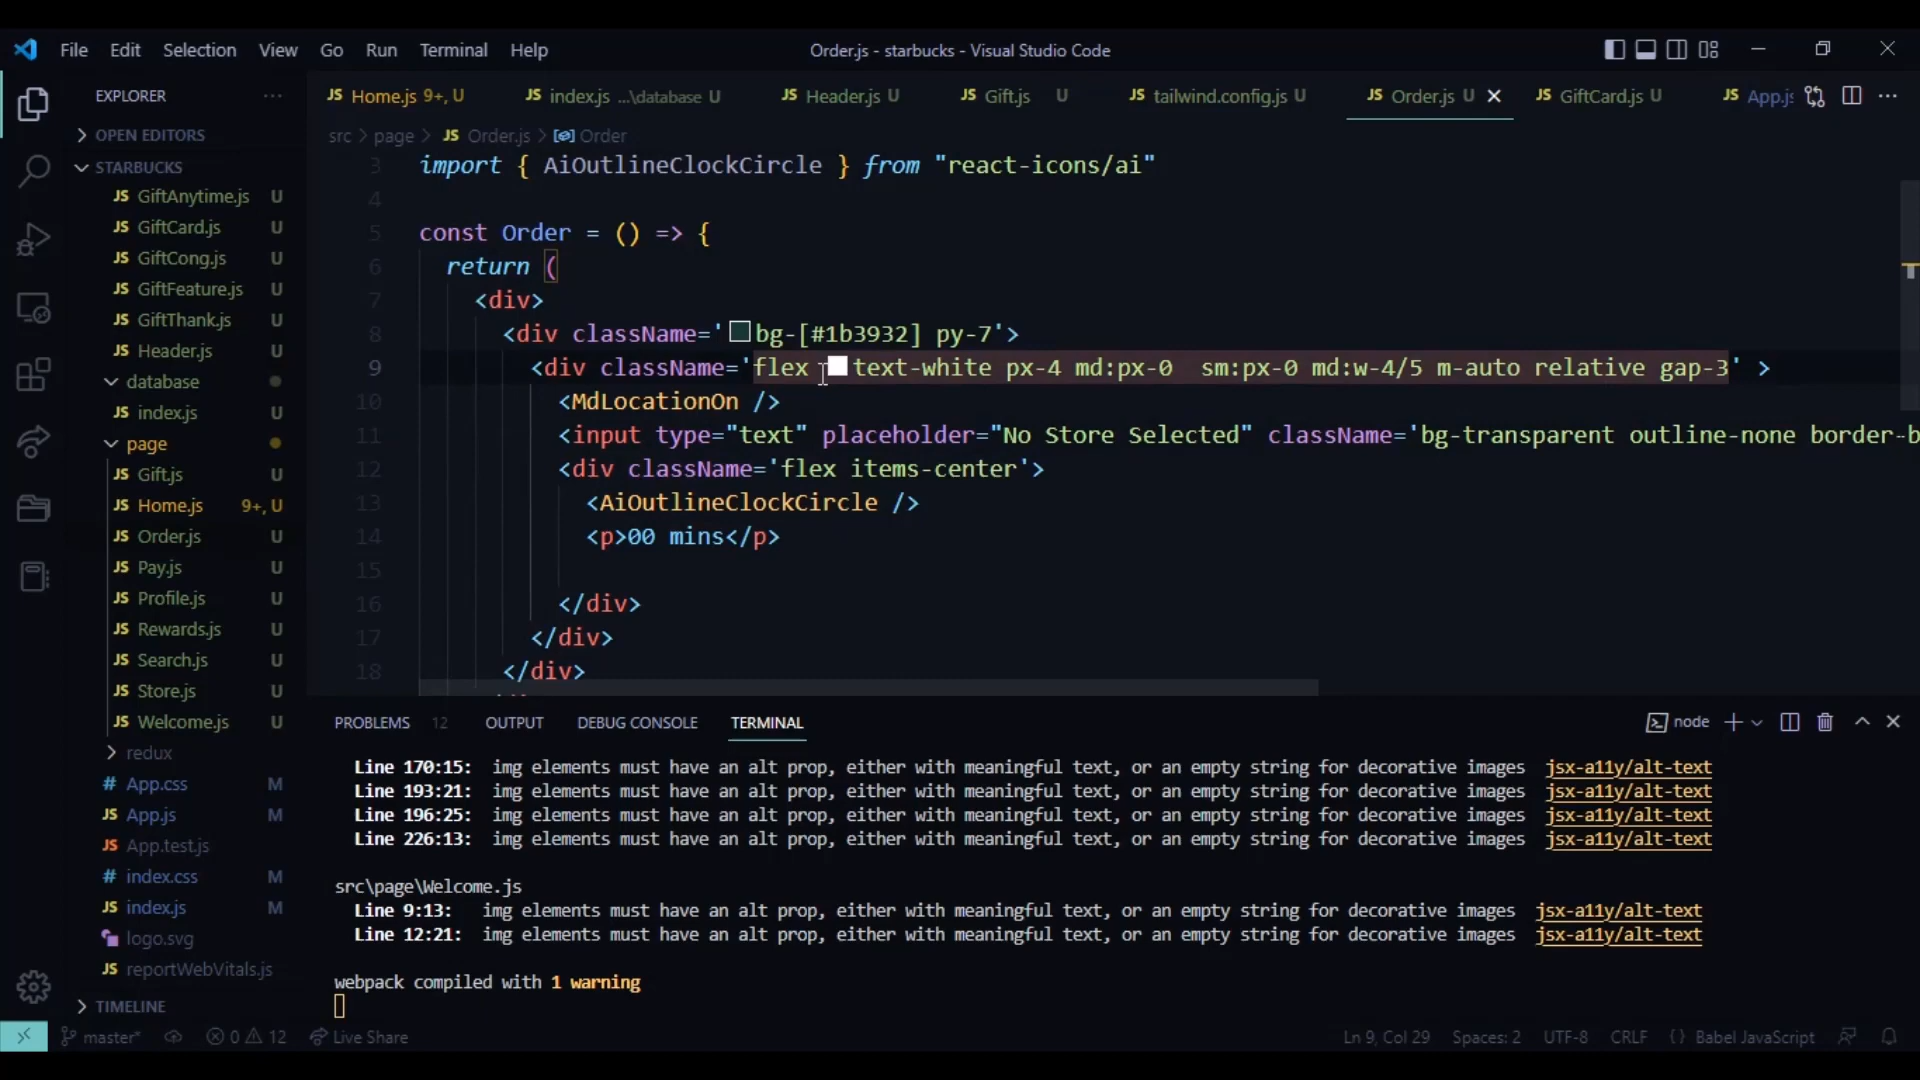 File Edit Selection View Go Run Terminal Help Order.js - starbucks - Visual Studio Code
EXPLORER
OPEN EDITORS
STARBUCKS
JS GiftAnytime.js U
JS GiftCard.js U
JS GiftCong.js U
JS GiftFeature.js U
JS GiftThank.js U
JS Header.js U
database
JS index.js U
page
JS Gift.js U
JS Home.js 9+, U
JS Order.js U
JS Pay.js U
JS Profile.js U
JS Rewards.js U
JS Search.js U
JS Store.js U
JS Welcome.js U
redux
# App.css M
JS App.js M
JS App.test.js
# index.css M
JS index.js M
logo.svg
JS reportWebVitals.js
TIMELINE
JS Home.js 9+, U JS index.js ...\database U JS Header.js U JS Gift.js U JS tailwind.config.js U JS Order.js U JS GiftCard.js U JS App.js
src > page > JS Order.js > Order
3 import { AiOutlineClockCircle } from "react-icons/ai"
4
5 const Order = () => {
6 return (
7 <div>
8 <div className='bg-[#1b3932] py-7'>
9 <div className='flex text-white px-4 md:px-0  sm:px-0 md:w-4/5 m-auto relative gap-3' >
10 <MdLocationOn />
11 <input type="text" placeholder="No Store Selected" className='bg-transparent outline-none border-b
12 <div className='flex items-center'>
13 <AiOutlineClockCircle />
14 <p>00 mins</p>
15
16 </div>
17 </div>
18 </div>
PROBLEMS 12 OUTPUT DEBUG CONSOLE TERMINAL node
Line 170:15: img elements must have an alt prop, either with meaningful text, or an empty string for decorative images jsx-a11y/alt-text
Line 193:21: img elements must have an alt prop, either with meaningful text, or an empty string for decorative images jsx-a11y/alt-text
Line 196:25: img elements must have an alt prop, either with meaningful text, or an empty string for decorative images jsx-a11y/alt-text
Line 226:13: img elements must have an alt prop, either with meaningful text, or an empty string for decorative images jsx-a11y/alt-text
src\page\Welcome.js
Line 9:13: img elements must have an alt prop, either with meaningful text, or an empty string for decorative images jsx-a11y/alt-text
Line 12:21: img elements must have an alt prop, either with meaningful text, or an empty string for decorative images jsx-a11y/alt-text
webpack compiled with 1 warning
master* 0 12 Live Share Ln 9, Col 29 Spaces: 2 UTF-8 CRLF {} Babel JavaScript